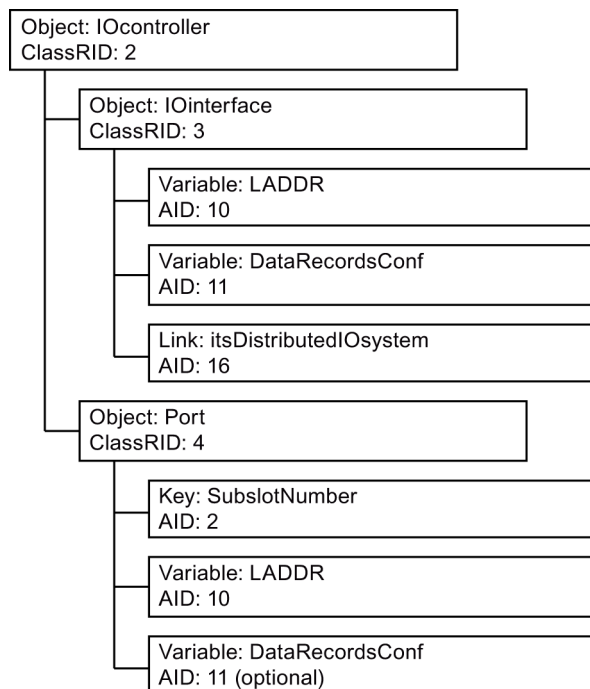 Object: IOcontroller
ClassRID: 2
Object: IOinterface
ClassRID: 3
Variable: LADDR
AID: 10
Variable: DataRecordsConf
AID: 11
Link: itsDistributedIOsystem
AID: 16
Object: Port
ClassRID: 4
Key: SubslotNumber
AID: 2
Variable: LADDR
AID: 10
Variable: DataRecordsConf
AID: 11 (optional)